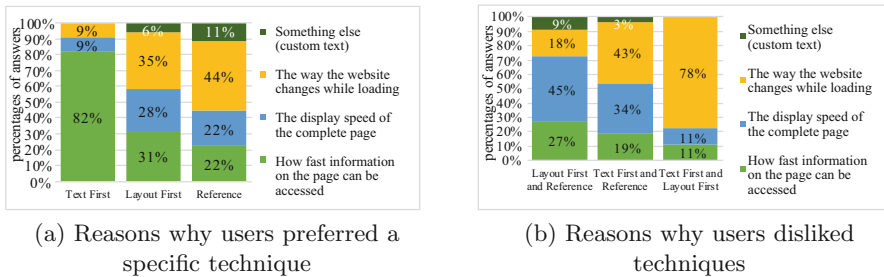 percentages of answers
100%
90%
80%
70%
60%
50%
40%
30%
20%
10%
0%
9%
9%
82%
6%
35%
28%
31%
11%
44%
22%
22%
Text First
Layout First
Reference
Something else
(custom text)
The way the website
changes while loading
The display speed
of the complete
page
How fast information
on the page can be
accessed
(a) Reasons why users preferred a
specific technique
percentages of answers
100%
90%
80%
70%
60%
50%
40%
30%
20%
10%
0%
9%
18%
45%
27%
3%
43%
34%
19%
78%
11%
11%
Layout First
and Reference
Text First and
Reference
Text First and
Layout First
Something else
(custom text)
The way the website
changes while loading
The display speed of the
complete page
How fast information
on the page can be
accessed
(b) Reasons why users disliked
techniques